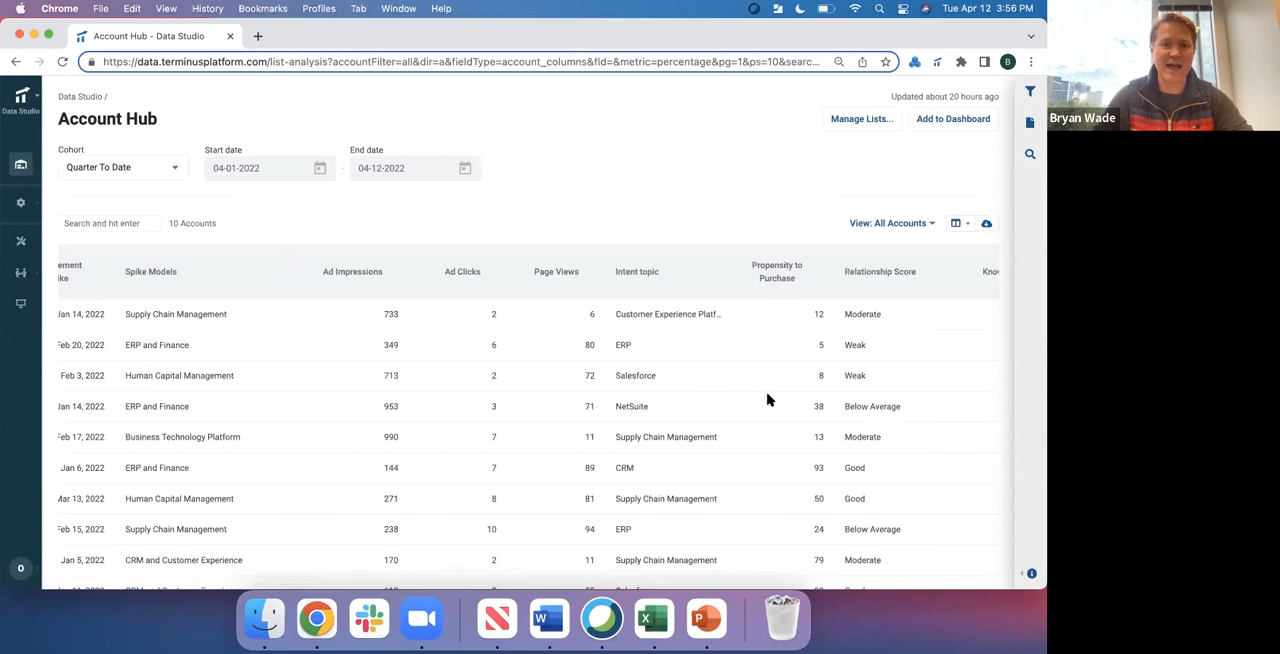 Chrome File Edit View History Bookmarks Profiles Tab Window Help Tue Apr 12 3:56 PM
Account Hub - Data Studio
https://data.terminusplatform.com/list-analysis?accountFilter=all&dir=a&fieldType=account_columns&fld=&metric=percentage&pg=1&ps=10&searc...
B
Data Studio
Data Studio /
Updated about 20 hours ago
Account Hub
Manage Lists...
Add to Dashboard
Bryan Wade
Cohort
Start date
End date
Quarter To Date
04-01-2022
-
04-12-2022
Search and hit enter
10 Accounts
View: All Accounts
ement
ike
Spike Models
Ad Impressions
Ad Clicks
Page Views
Intent topic
Propensity to
Purchase
Relationship Score
Kno
Jan 14, 2022 Supply Chain Management 733 2 6 Customer Experience Platf... 12 Moderate
Feb 20, 2022 ERP and Finance 349 6 80 ERP 5 Weak
Feb 3, 2022 Human Capital Management 713 2 72 Salesforce 8 Weak
Jan 14, 2022 ERP and Finance 953 3 71 NetSuite 38 Below Average
Feb 17, 2022 Business Technology Platform 990 7 11 Supply Chain Management 13 Moderate
Jan 6, 2022 ERP and Finance 144 7 89 CRM 93 Good
Mar 13, 2022 Human Capital Management 271 8 81 Supply Chain Management 50 Good
Feb 15, 2022 Supply Chain Management 238 10 94 ERP 24 Below Average
Jan 5, 2022 CRM and Customer Experience 170 2 11 Supply Chain Management 79 Moderate
O
W
X
P